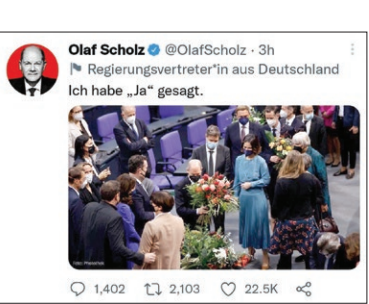 Olaf Scholz @OlafScholz · 3h
Regierungsvertreter*in aus Deutschland
Ich habe „Ja“ gesagt.
1,402 2,103 22.5K